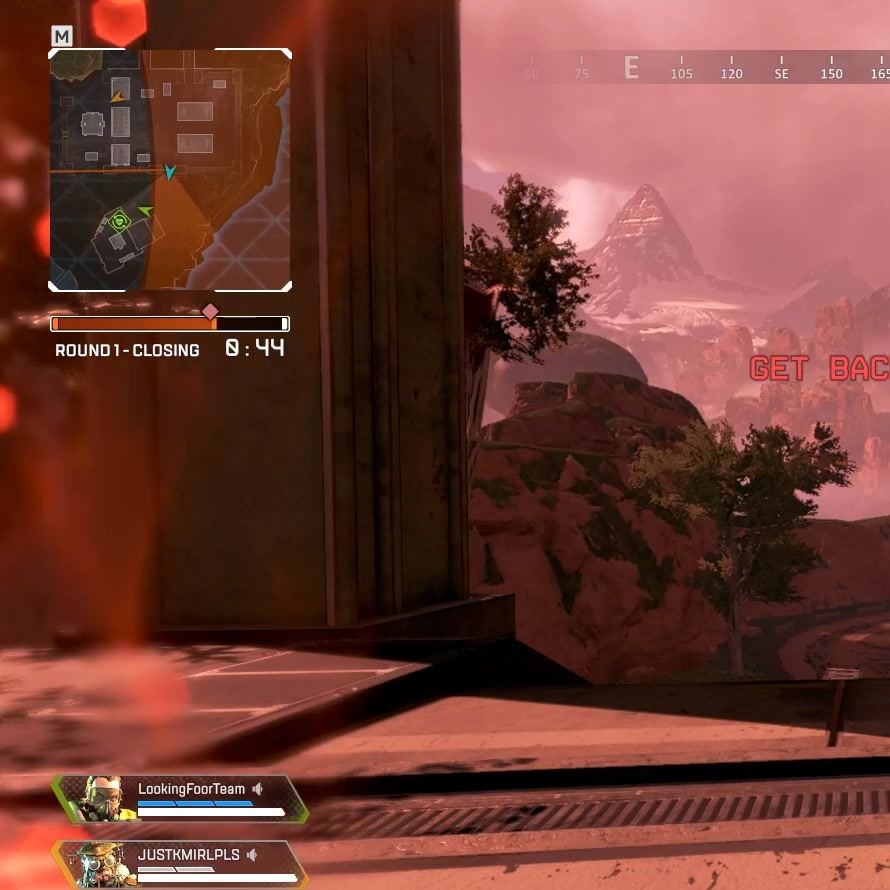 M
60 75 E 105 120 SE 150 165
ROUND 1 - CLOSING 0:44
GET BAC
LookingFoorTeam
JUSTKMIRLPLS